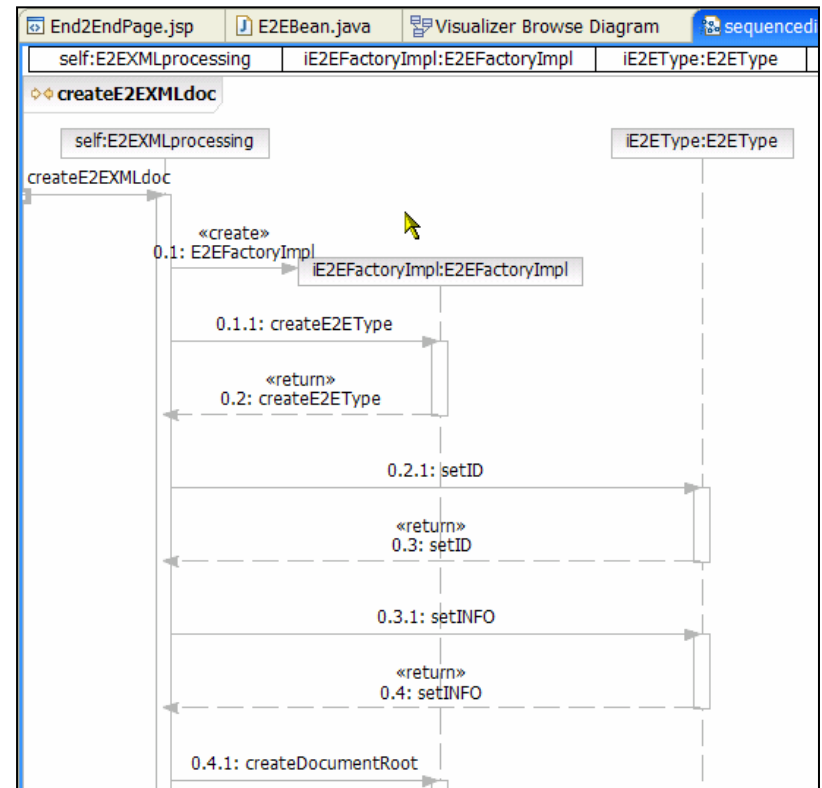 End2EndPage.jsp E2EBean.java Visualizer Browse Diagram sequencedi
self:E2EXMLprocessing iE2EFactoryImpl:E2EFactoryImpl iE2EType:E2EType
createE2EXMLdoc
self:E2EXMLprocessing iE2EType:E2EType
createE2EXMLdoc
«create»
0.1: E2EFactoryImpl
iE2EFactoryImpl:E2EFactoryImpl
0.1.1: createE2EType
«return»
0.2: createE2EType
0.2.1: setID
«return»
0.3: setID
0.3.1: setINFO
«return»
0.4: setINFO
0.4.1: createDocumentRoot